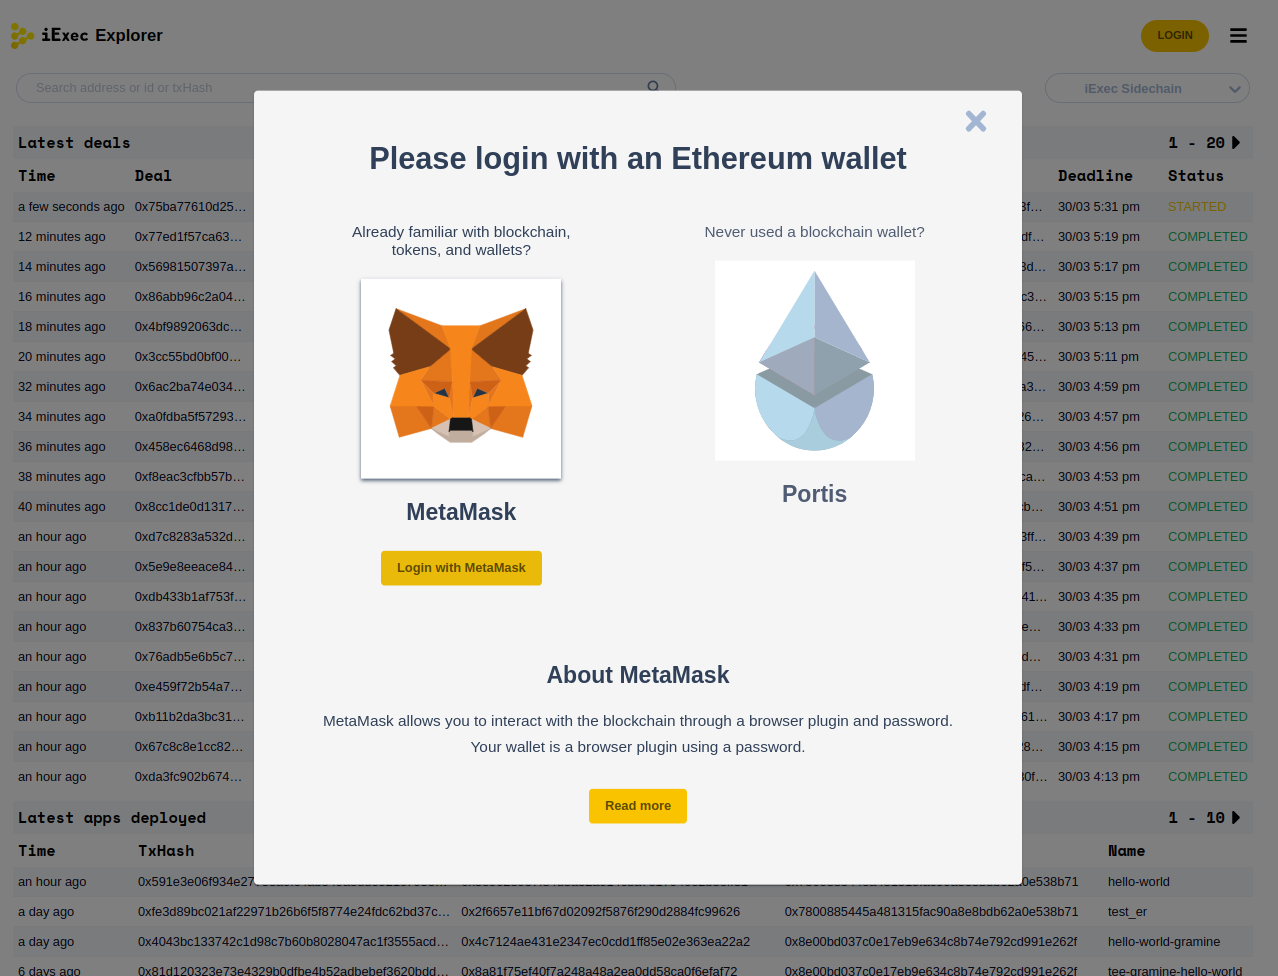 iExec Explorer
LOGIN
Search address or id or txHash
iExec Sidechain
Please login with an Ethereum wallet
Already familiar with blockchain,
tokens, and wallets?
MetaMask
Login with MetaMask
Never used a blockchain wallet?
Portis
About MetaMask
MetaMask allows you to interact with the blockchain through a browser plugin and password.
Your wallet is a browser plugin using a password.
Read more
Latest deals 1 - 20
Time Deal Deadline Status
a few seconds ago 0x75ba77610d25… 30/03 5:31 pm STARTED
12 minutes ago 0x77ed1f57ca63… 30/03 5:19 pm COMPLETED
14 minutes ago 0x56981507397a… 30/03 5:17 pm COMPLETED
16 minutes ago 0x86abb96c2a04… 30/03 5:15 pm COMPLETED
18 minutes ago 0x4bf9892063dc… 30/03 5:13 pm COMPLETED
20 minutes ago 0x3cc55bd0bf00… 30/03 5:11 pm COMPLETED
32 minutes ago 0x6ac2ba74e034… 30/03 4:59 pm COMPLETED
34 minutes ago 0xa0fdba5f57293… 30/03 4:57 pm COMPLETED
36 minutes ago 0x458ec6468d98… 30/03 4:56 pm COMPLETED
38 minutes ago 0xf8eac3cfbb57b… 30/03 4:53 pm COMPLETED
40 minutes ago 0x8cc1de0d1317… 30/03 4:51 pm COMPLETED
an hour ago 0xd7c8283a532d… 30/03 4:39 pm COMPLETED
an hour ago 0x5e9e8eeace84… 30/03 4:37 pm COMPLETED
an hour ago 0xdb433b1af753f… 30/03 4:35 pm COMPLETED
an hour ago 0x837b60754ca3… 30/03 4:33 pm COMPLETED
an hour ago 0x76adb5e6b5c7… 30/03 4:31 pm COMPLETED
an hour ago 0xe459f72b54a7… 30/03 4:19 pm COMPLETED
an hour ago 0xb11b2da3bc31… 30/03 4:17 pm COMPLETED
an hour ago 0x67c8c8e1cc82… 30/03 4:15 pm COMPLETED
an hour ago 0xda3fc902b674… 30/03 4:13 pm COMPLETED
Latest apps deployed 1 - 10
Time TxHash Name
an hour ago hello-world
a day ago 0xfe3d89bc021af22971b26b6f5f8774e24fdc62bd37c… 0x2f6657e11bf67d02092f5876f290d2884fc99626 0x7800885445a481315fac90a8e8bdb62a0e538b71 test_er
a day ago 0x4043bc133742c1d98c7b60b8028047ac1f3555acd… 0x4c7124ae431e2347ec0cdd1ff85e02e363ea22a2 0x8e00bd037c0e17eb9e634c8b74e792cd991e262f hello-world-gramine
6 days ago 0x81d120323e73e4329b0dfbe4b52adbebef3620bdd… 0x8a81f75ef40f7a248a48a2ea0dd58ca0f6efaf72 0x8e00bd037c0e17eb9e634c8b74e792cd991e262f tee-gramine-hello-world